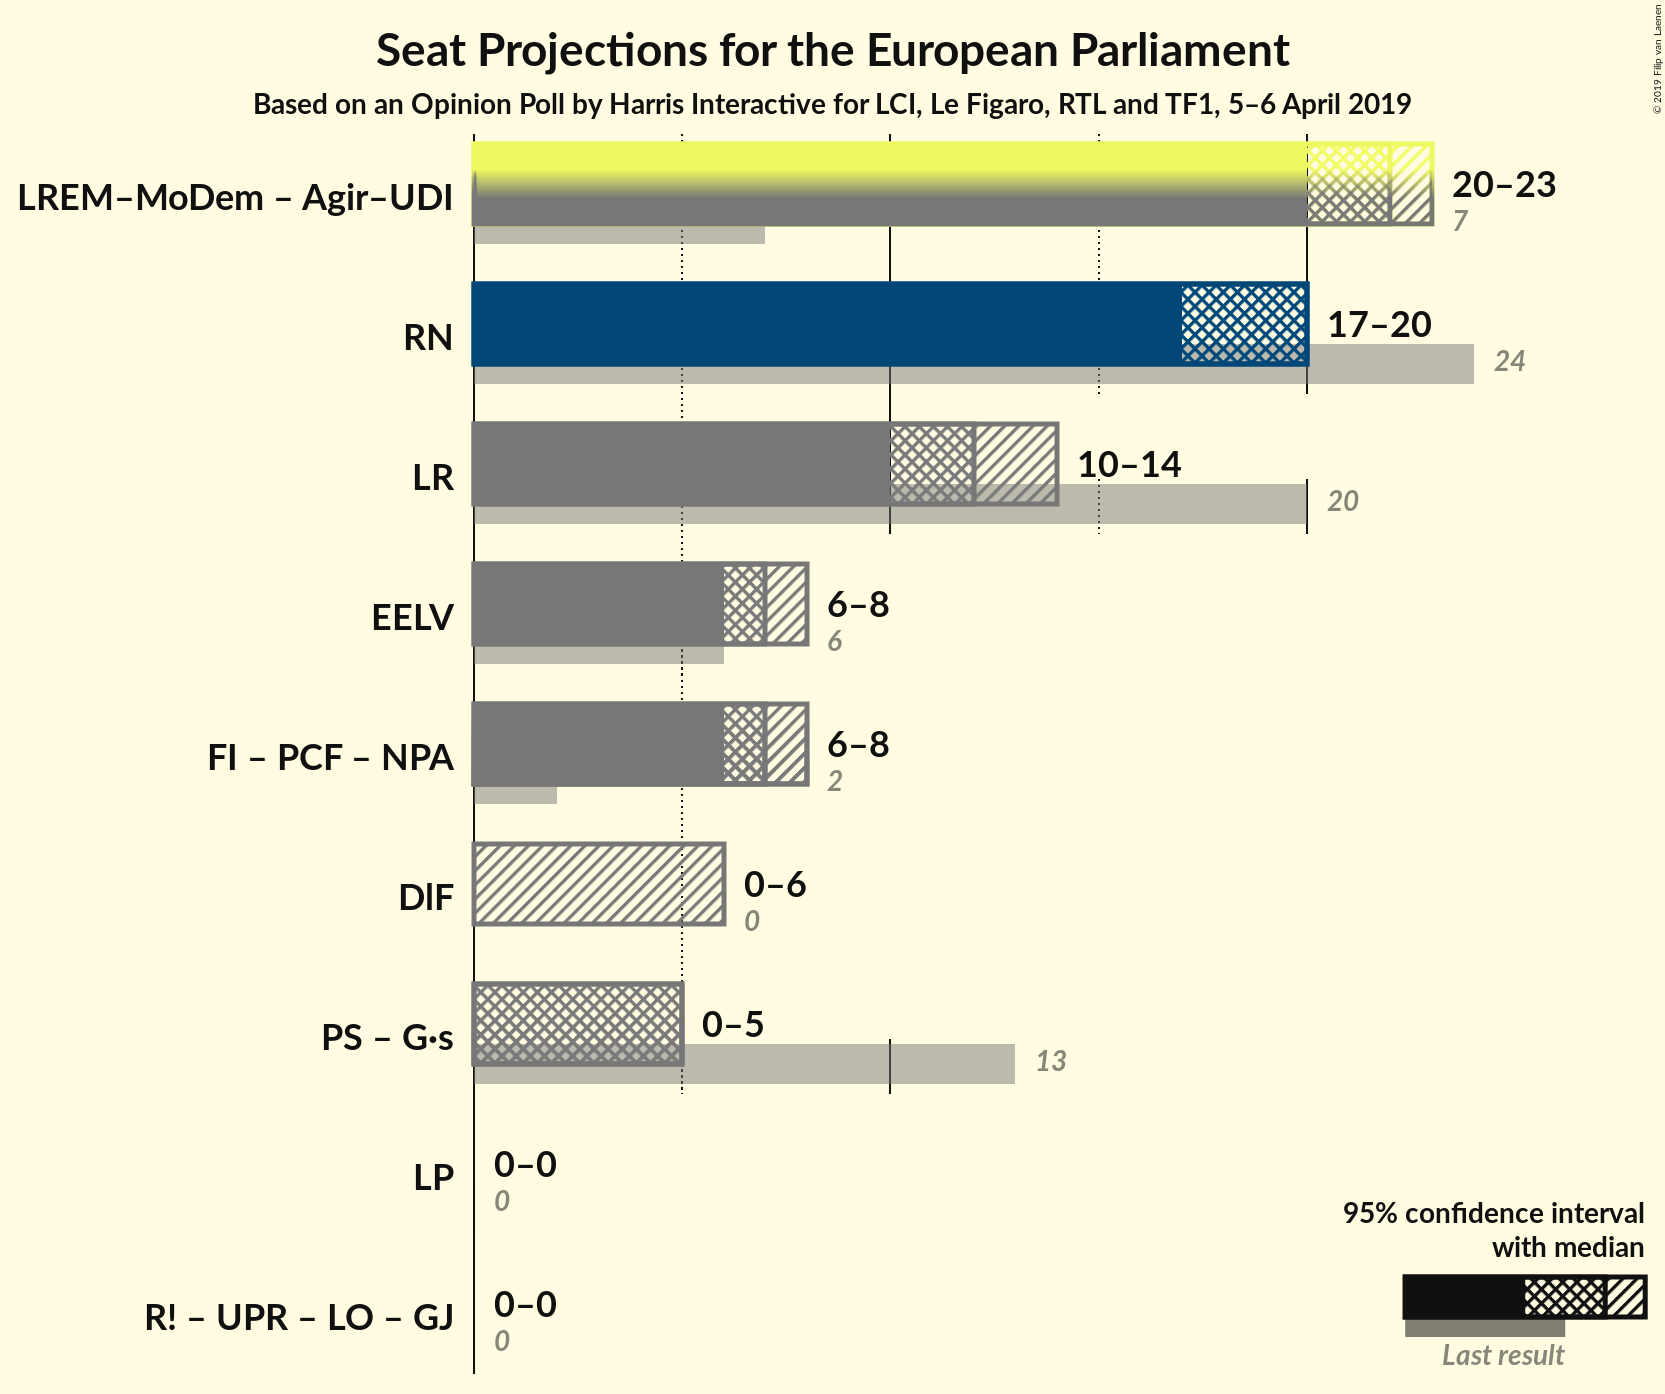 Seat Projections for the European Parliament
Based on an Opinion Poll by Harris Interactive for LCI, Le Figaro, RTL and TF1, 5–6 April 2019
© 2019 Filip van Laenen
LREM–MoDem – Agir–UDI
20–23
7
RN
17–20
24
LR
10–14
20
EELV
6–8
6
FI – PCF – NPA
6–8
2
DlF
0–6
0
PS – G·s
0–5
13
LP
0–0
0
R! – UPR – LO – GJ
0–0
0
95% confidence interval
with median
Last result